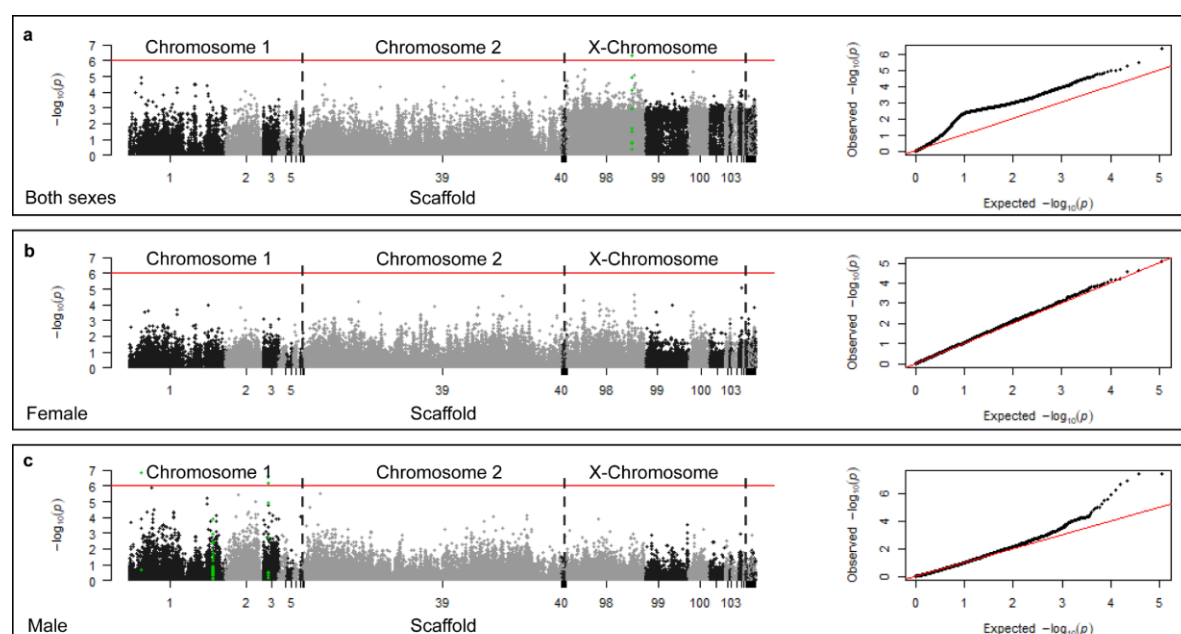 a
Chromosome 1
Chromosome 2
X-Chromosome
−log₁₀(p)
7
6
5
4
3
2
1
0
1 2 3 5 39 40 98 99 100 103
Both sexes
Scaffold
Observed −log₁₀(p)
6
5
4
3
2
1
0
0 1 2 3 4 5
Expected −log₁₀(p)
b
Chromosome 1
Chromosome 2
X-Chromosome
−log₁₀(p)
7
6
5
4
3
2
1
0
1 2 3 5 39 40 98 99 100 103
Female
Scaffold
Observed −log₁₀(p)
5
4
3
2
1
0
0 1 2 3 4 5
Expected −log₁₀(p)
c
Chromosome 1
Chromosome 2
X-Chromosome
−log₁₀(p)
7
6
5
4
3
2
1
0
1 2 3 5 39 40 98 99 100 103
Male
Scaffold
Observed −log₁₀(p)
6
4
2
0
0 1 2 3 4 5
Expected −log₁₀(p)